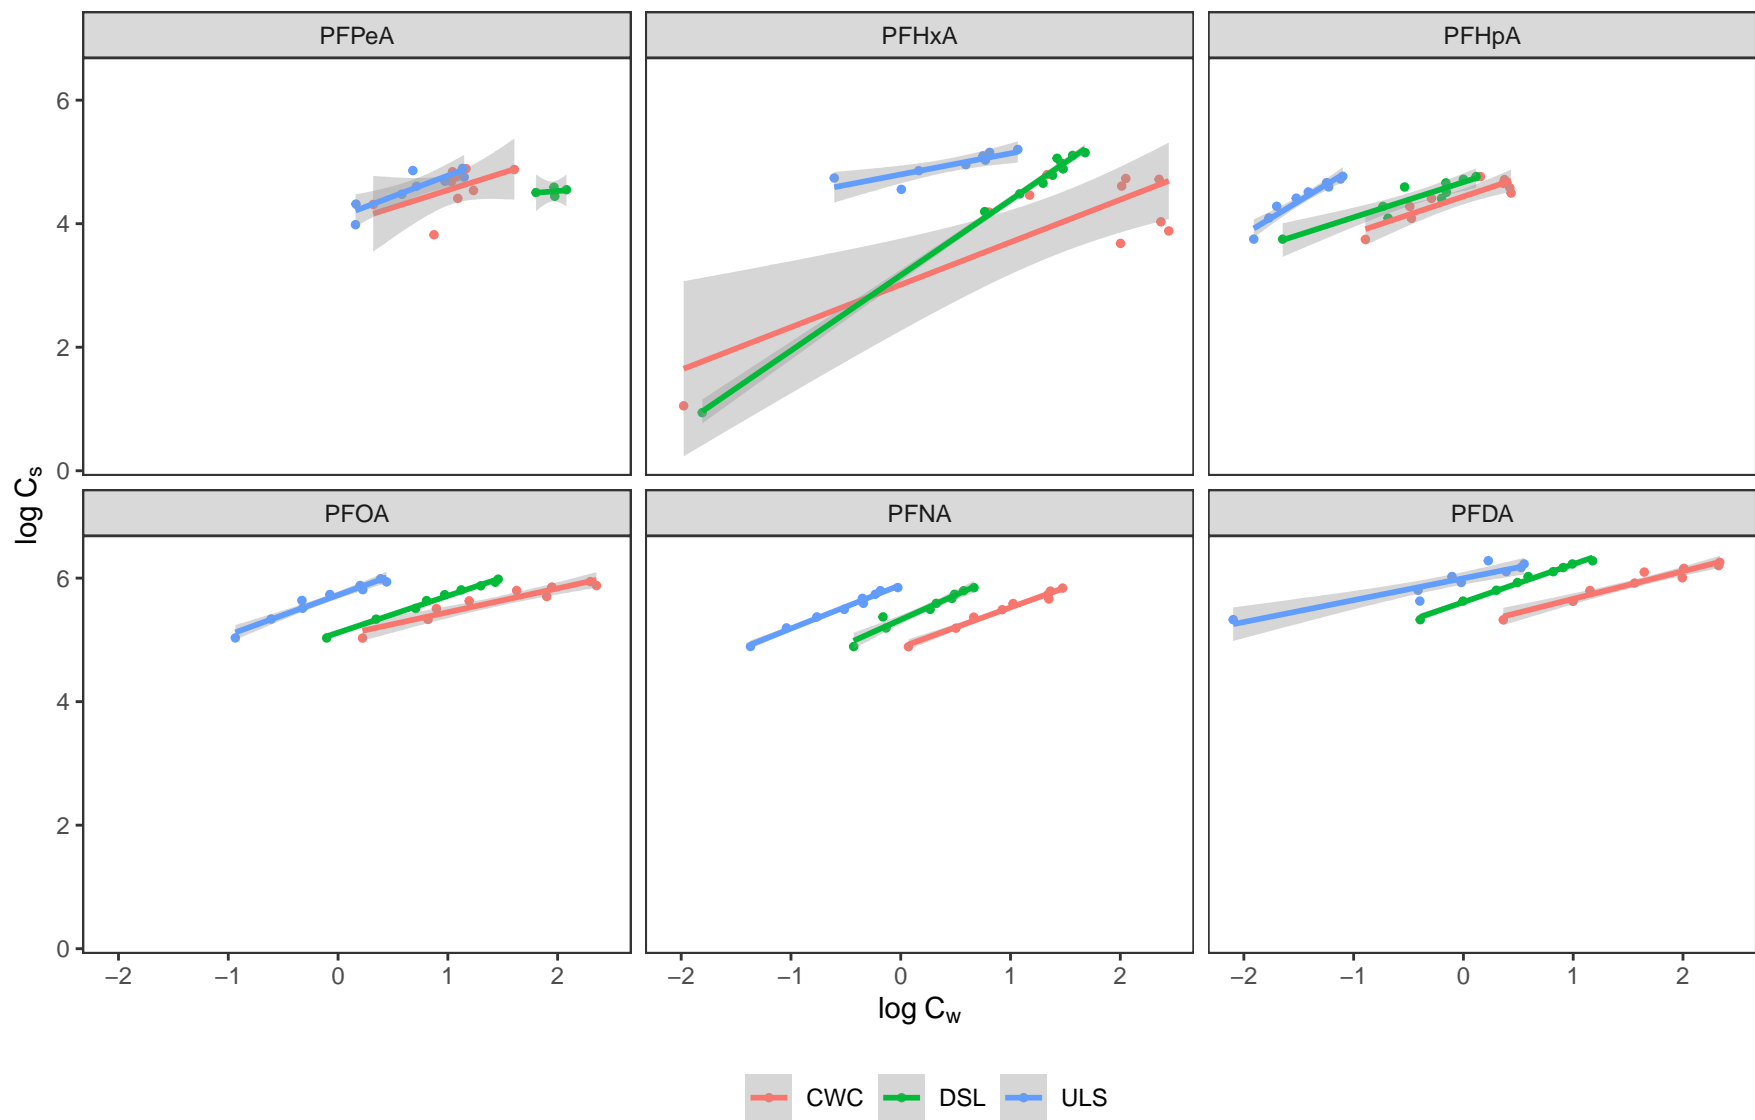 PFPeA PFHxA PFHpA
6
4
2
0
PFOA PFNA PFDA
6
4
2
0
−2 −1 0 1 2 −2 −1 0 1 2 −2 −1 0 1 2
log Cs
log Cw
CWC DSL ULS